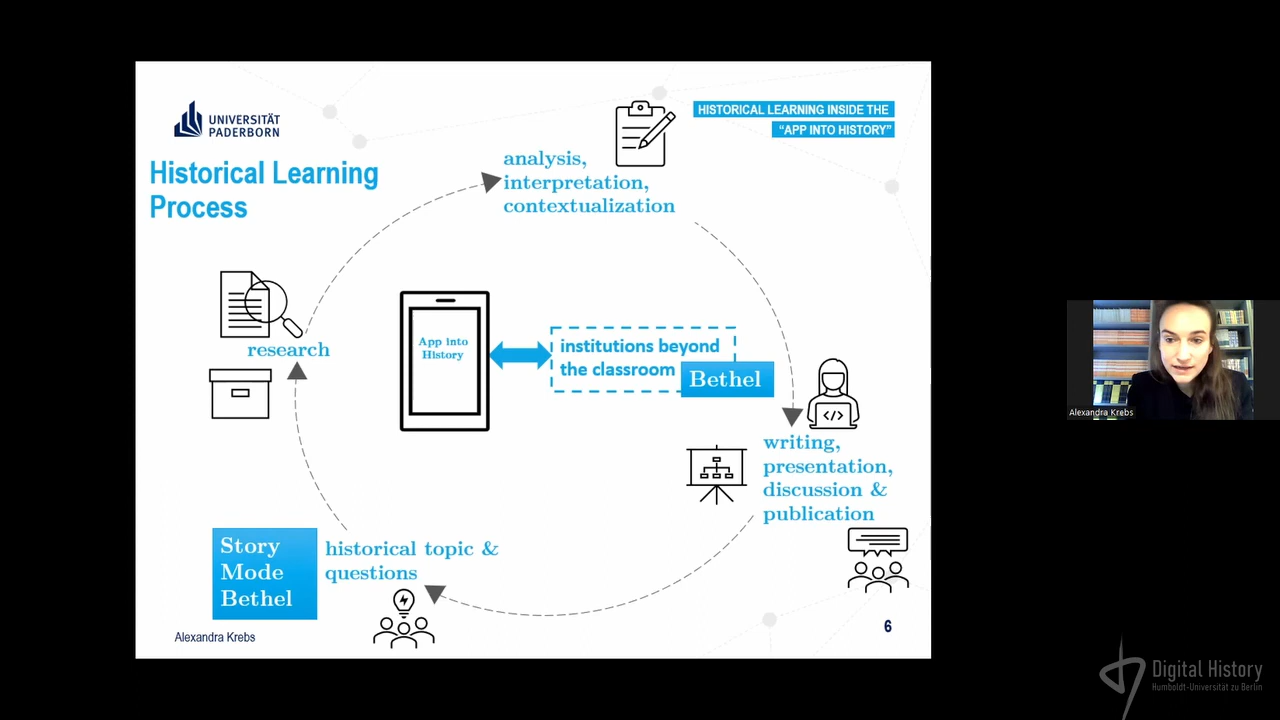 UNIVERSITÄT
PADERBORN
HISTORICAL LEARNING INSIDE THE
“APP INTO HISTORY”
Historical Learning
Process
analysis,
interpretation,
contextualization
research
App into
History
institutions beyond
the classroom
Bethel
writing,
presentation,
discussion &
publication
Story
Mode
Bethel
historical topic &
questions
Alexandra Krebs
6
Alexandra Krebs
Digital History
Humboldt-Universität zu Berlin